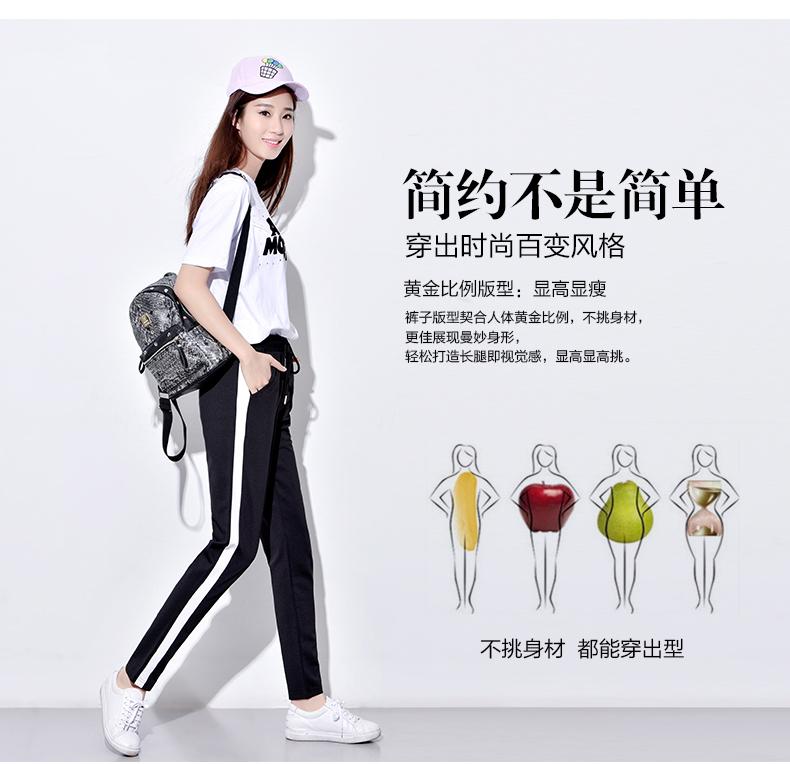 简约不是简单
穿出时尚百变风格
黄金比例版型：显高显瘦
裤子版型契合人体黄金比例，不挑身材，
更佳展现曼妙身形，
轻松打造长腿即视觉感，显高显高挑。
不挑身材 都能穿出型